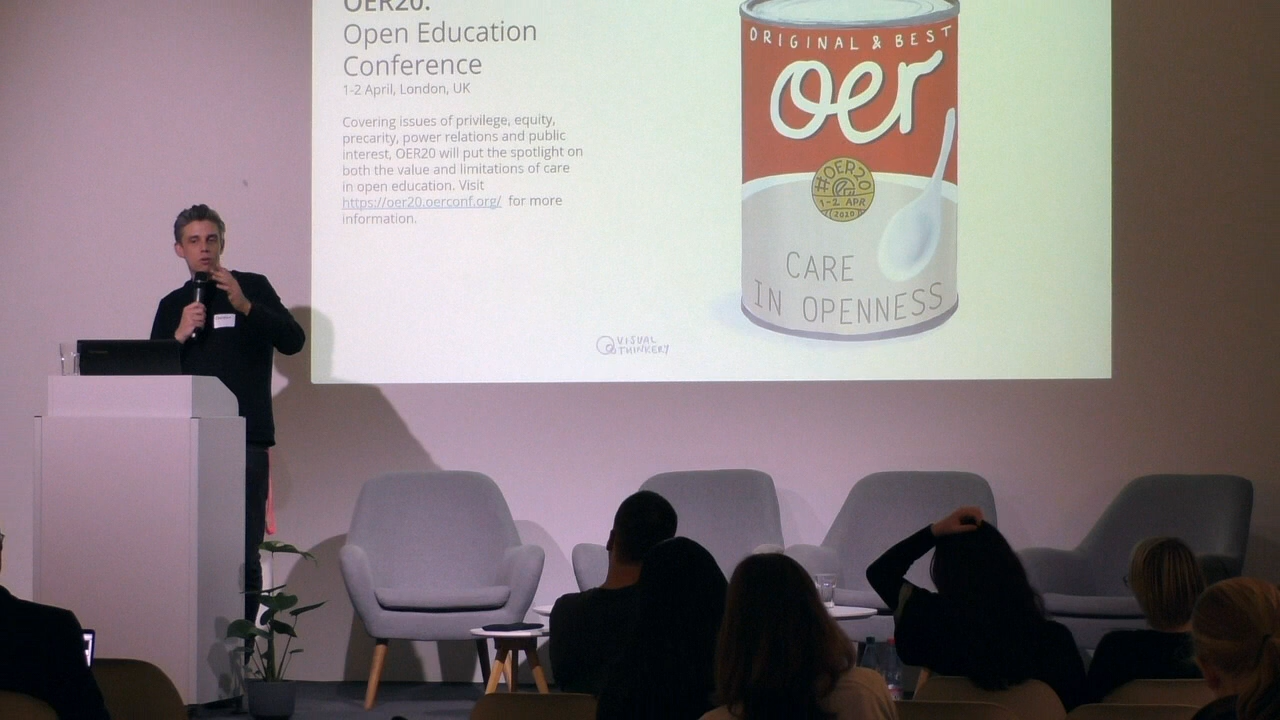 OER20:
Open Education
Conference
1-2 April, London, UK
Covering issues of privilege, equity,
precarity, power relations and public
interest, OER20 will put the spotlight on
both the value and limitations of care
in open education. Visit
https://oer20.oerconf.org/ for more
information.
ORIGINAL & BEST
oer
#OER20
1-2 APR
2020
CARE
IN OPENNESS
VISUAL
THINKERY